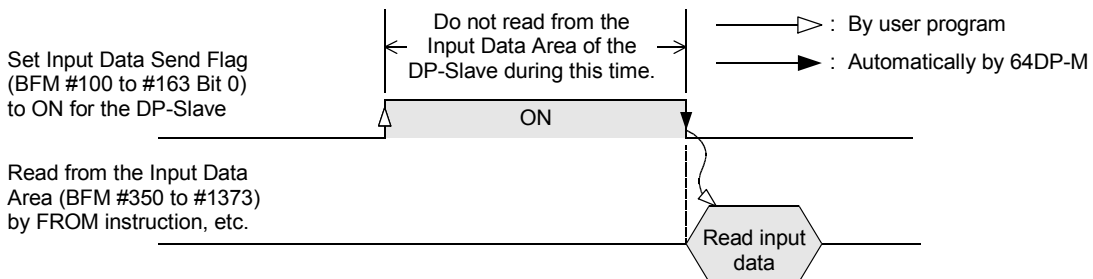 Do not read from the
Input Data Area of the
DP-Slave during this time.
: By user program
: Automatically by 64DP-M
Set Input Data Send Flag
(BFM #100 to #163 Bit 0)
to ON for the DP-Slave
ON
Read from the Input Data
Area (BFM #350 to #1373)
by FROM instruction, etc.
Read input
data